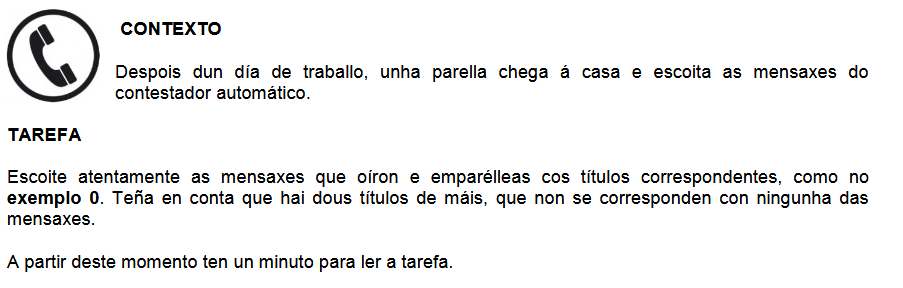 CONTEXTO
Despois dun día de traballo, unha parella chega á casa e escoita as mensaxes do
contestador automático.
TAREFA
Escoite atentamente as mensaxes que oíron e emparélleas cos títulos correspondentes, como no
exemplo 0. Teña en conta que hai dous títulos de máis, que non se corresponden con ningunha das
mensaxes.
A partir deste momento ten un minuto para ler a tarefa.